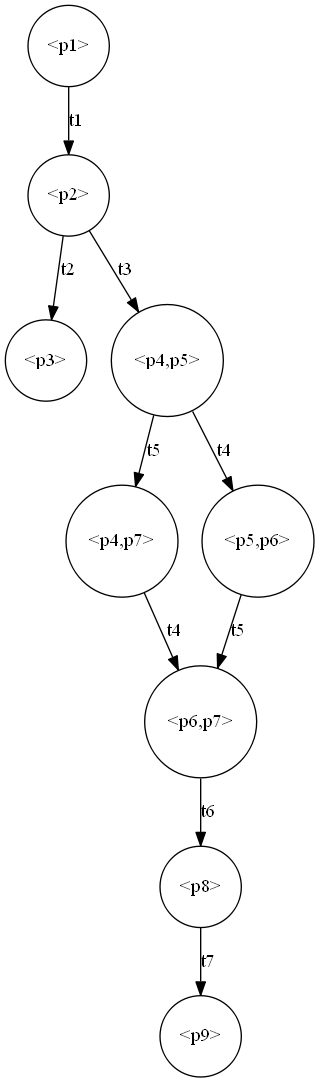 <p1>
t1
<p2>
t2
t3
<p3>
<p4,p5>
t5
t4
<p4,p7>
<p5,p6>
t4
t5
<p6,p7>
t6
<p8>
t7
<p9>